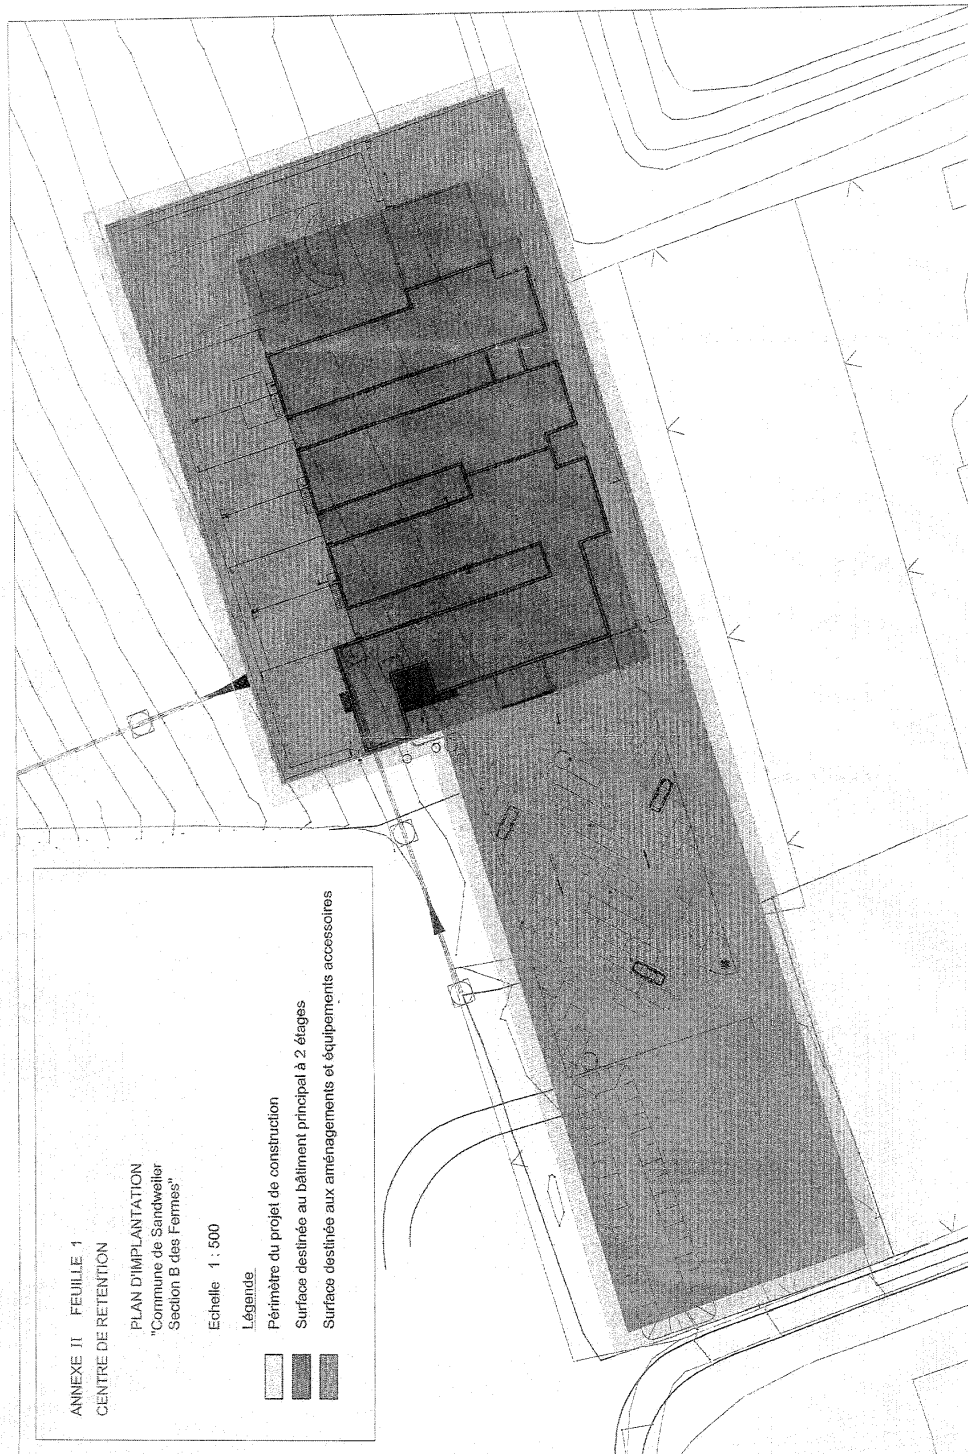 ANNEXE II FEUILLE 1
CENTRE DE RETENTION
PLAN D'IMPLANTATION
"Commune de Sandweiler
Section B des Fermes"
Echelle 1 : 500
Légende
Périmètre du projet de construction
Surface destinée au bâtiment principal à 2 étages
Surface destinée aux aménagements et équipements accessoires